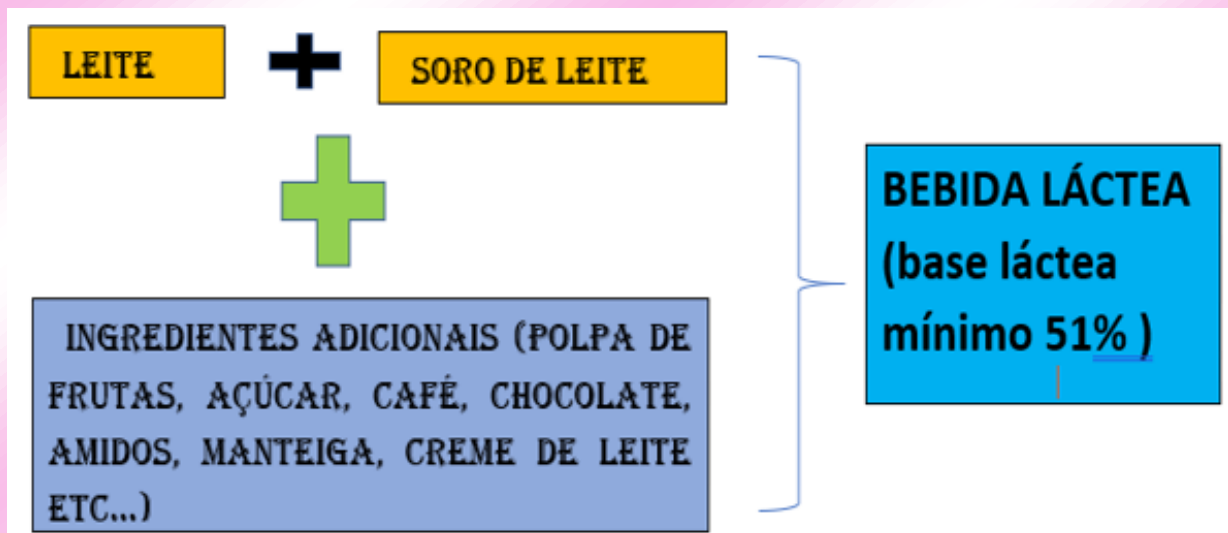 LEITE
SORO DE LEITE
INGREDIENTES ADICIONAIS (POLPA DE
FRUTAS, AÇÚCAR, CAFÉ, CHOCOLATE,
AMIDOS, MANTEIGA, CREME DE LEITE
ETC...)
BEBIDA LÁCTEA
(base láctea
mínimo 51% )